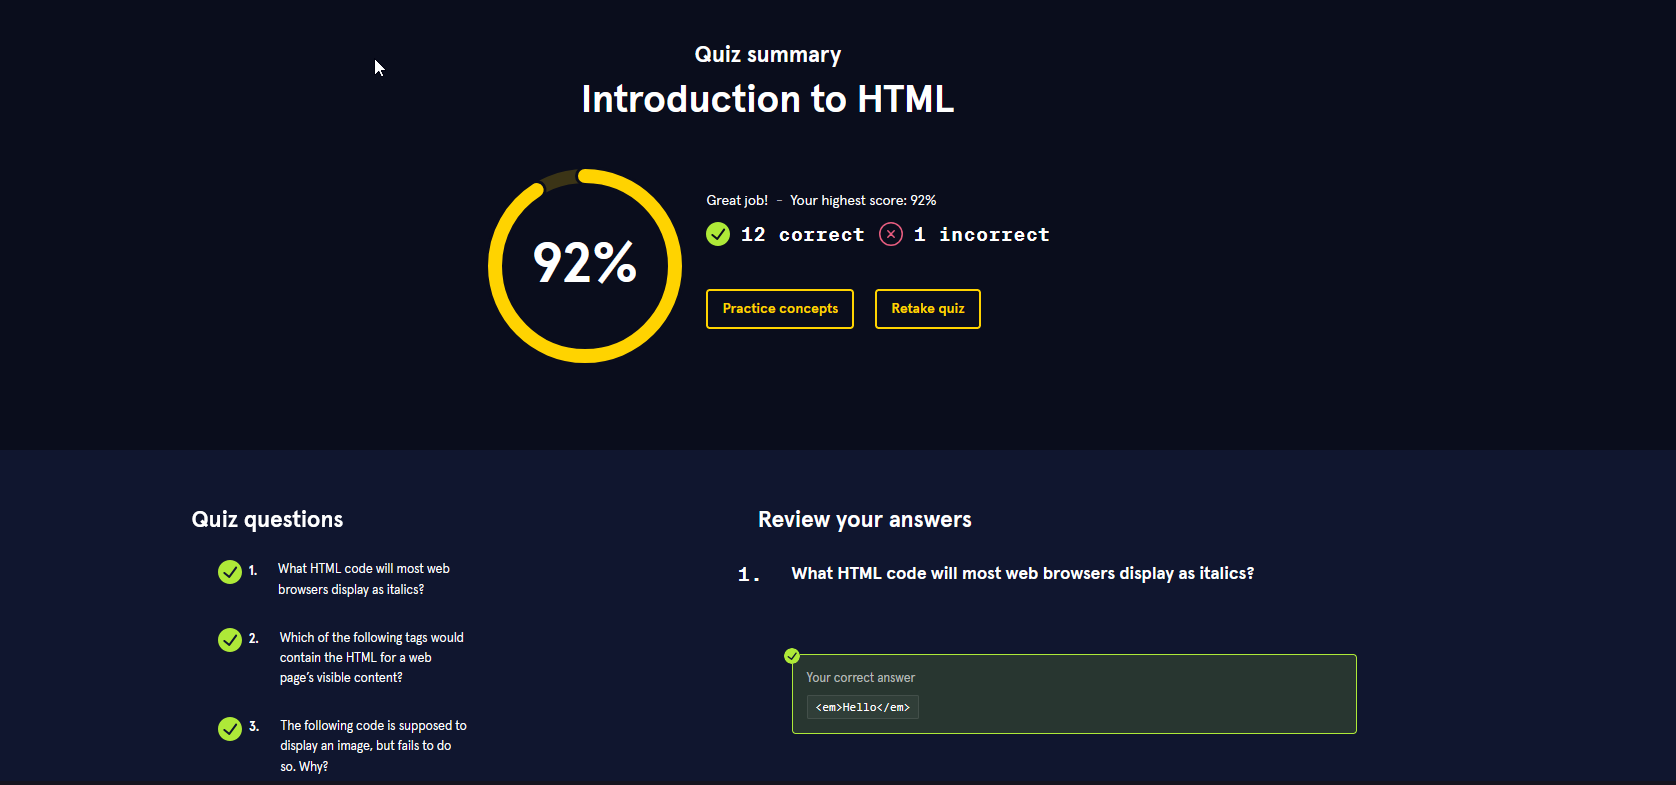 Quiz summary
Introduction to HTML
92%
Great job! - Your highest score: 92%
12 correct 1 incorrect
Practice concepts Retake quiz
Quiz questions
1. What HTML code will most web
browsers display as italics?
2. Which of the following tags would
contain the HTML for a web
page’s visible content?
3. The following code is supposed to
display an image, but fails to do
so. Why?
Review your answers
1. What HTML code will most web browsers display as italics?
Your correct answer
<em>Hello</em>